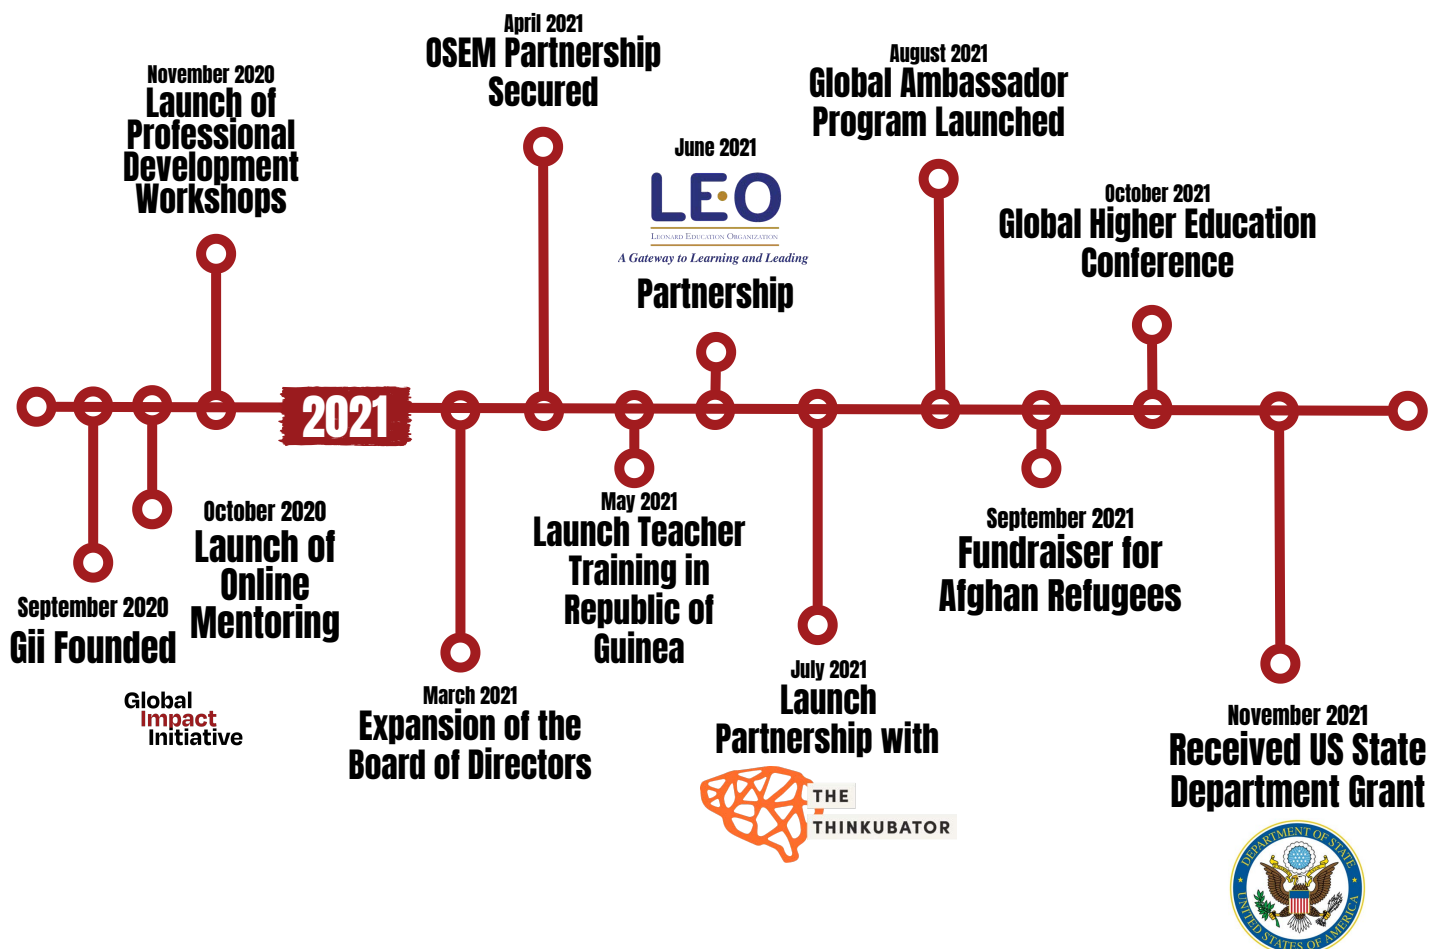 September 2020
Gii Founded
Global
Impact
Initiative
October 2020
Launch of
Online
Mentoring
November 2020
Launch of
Professional
Development
Workshops
2021
March 2021
Expansion of the
Board of Directors
April 2021
OSEM Partnership
Secured
May 2021
Launch Teacher
Training in
Republic of
Guinea
June 2021
LE•O
Leonard Education Organization
A Gateway to Learning and Leading
Partnership
July 2021
Launch
Partnership with
THE
THINKUBATOR
August 2021
Global Ambassador
Program Launched
September 2021
Fundraiser for
Afghan Refugees
October 2021
Global Higher Education
Conference
November 2021
Received US State
Department Grant
DEPARTMENT OF STATE
UNITED STATES OF AMERICA